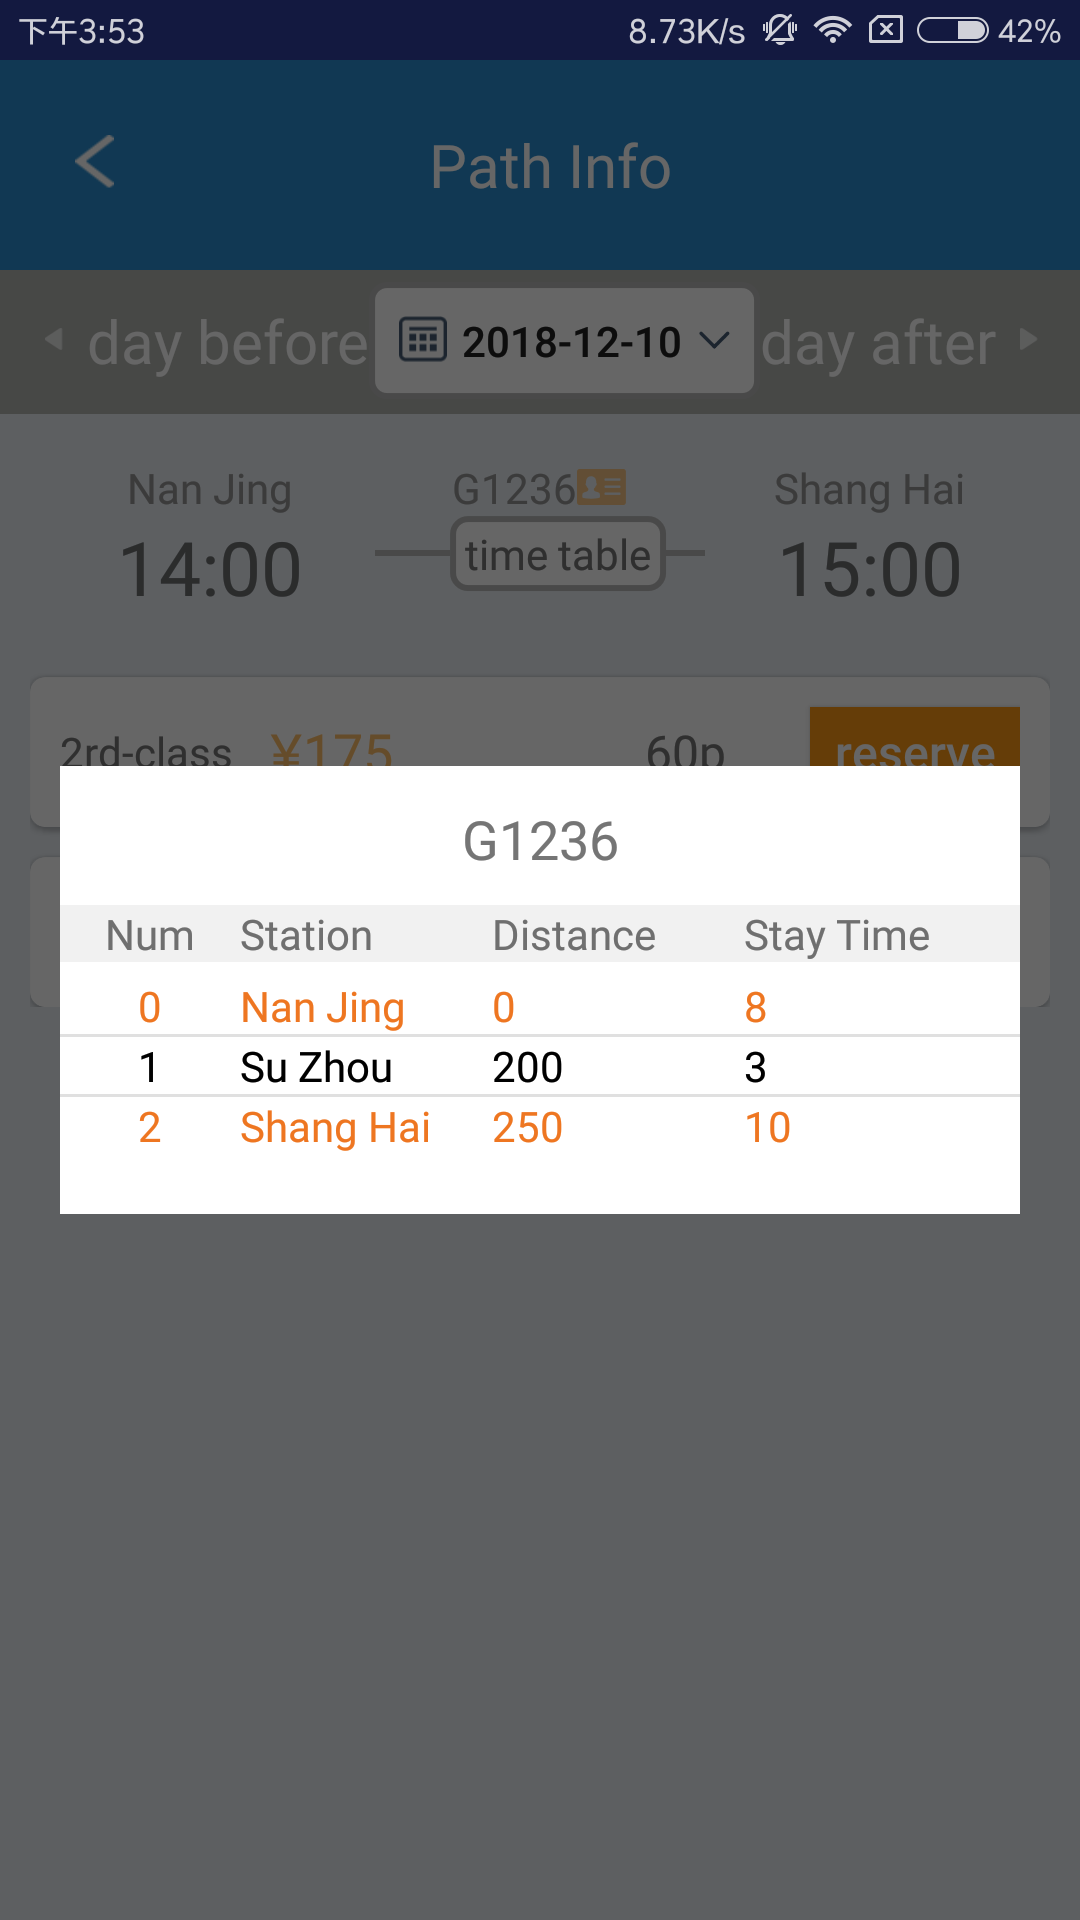 下午3:53 8.73K/s 42%
Path Info
day before 2018-12-10 day after
Nan Jing G1236 Shang Hai
14:00 time table 15:00
2rd-class ¥175 60p reserve
G1236
Num Station Distance Stay Time
0 Nan Jing 0 8
1 Su Zhou 200 3
2 Shang Hai 250 10